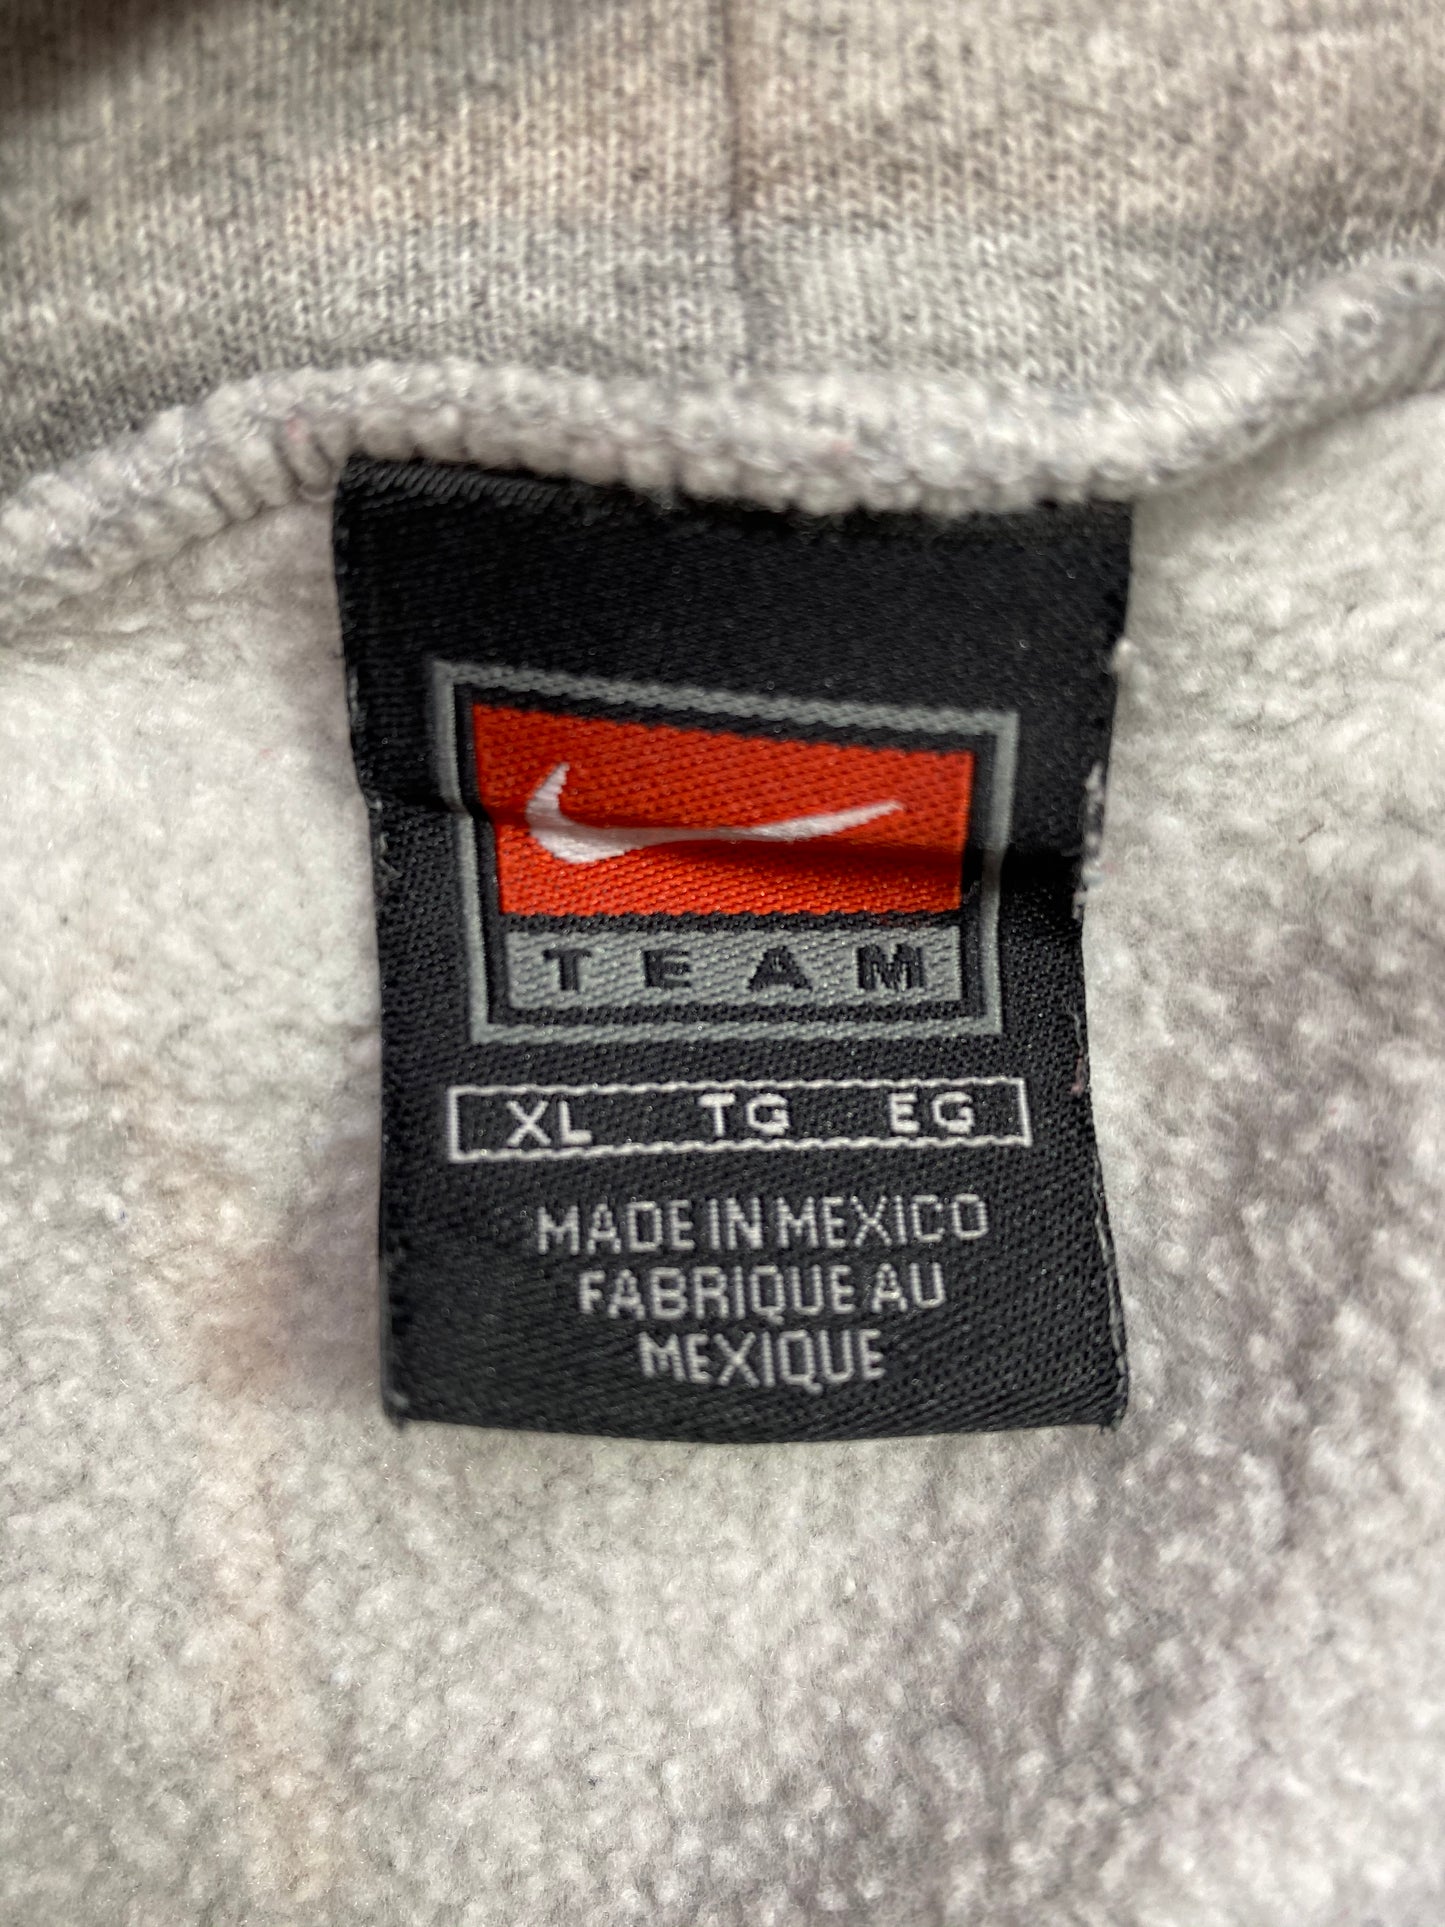 TEAM
XL TG EG
MADE IN MEXICO
FABRIQUE AU
MEXIQUE